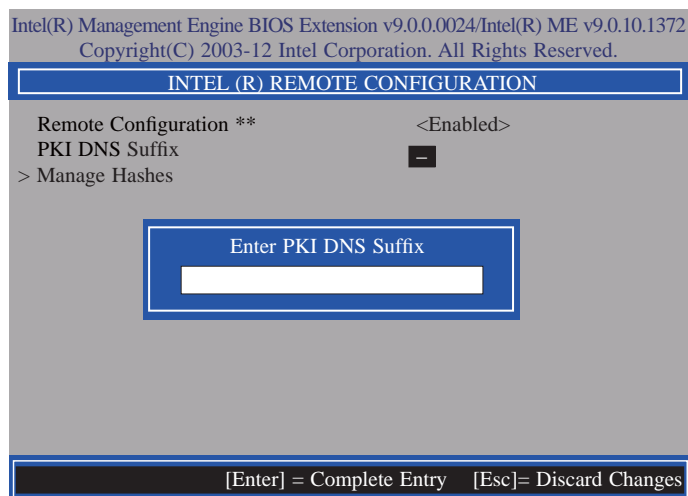 Intel(R) Management Engine BIOS Extension v9.0.0.0024/Intel(R) ME v9.0.10.1372
Copyright(C) 2003-12 Intel Corporation. All Rights Reserved.
INTEL (R) REMOTE CONFIGURATION
Remote Configuration ** <Enabled>
PKI DNS Suffix –
> Manage Hashes
Enter PKI DNS Suffix
[Enter] = Complete Entry [Esc]= Discard Changes